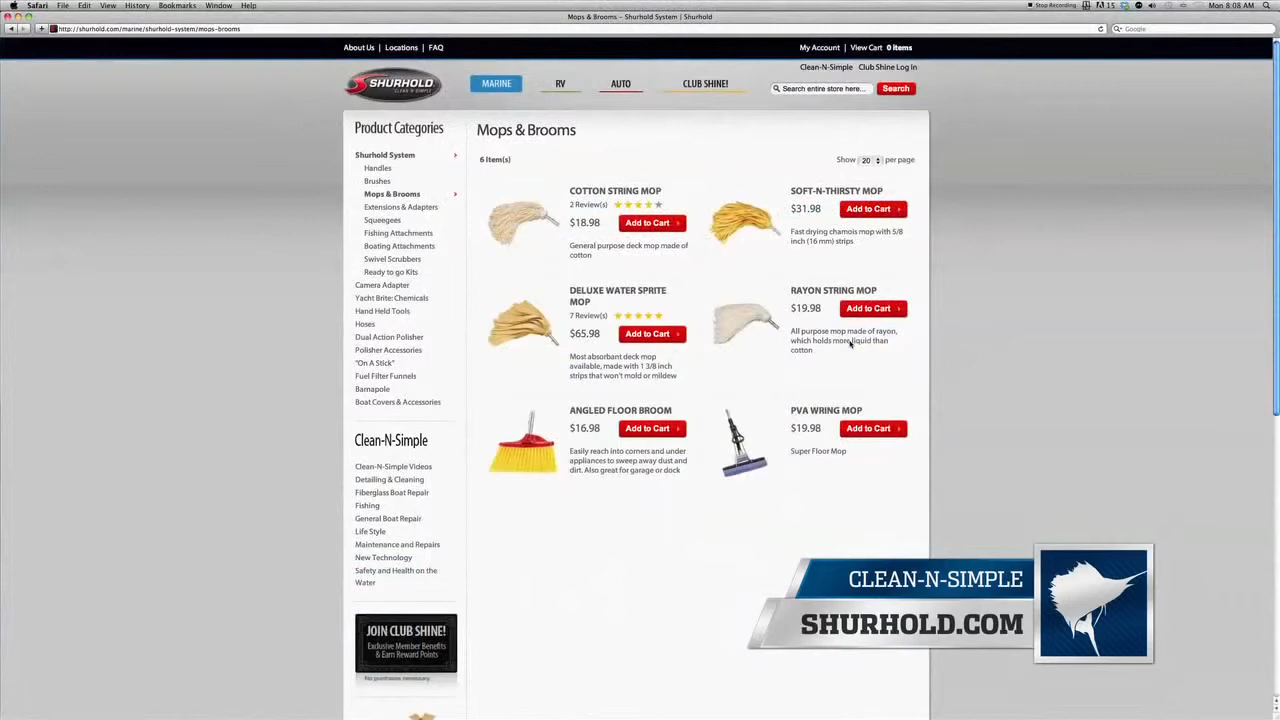 Safari File Edit View History Bookmarks Window Help
Stop Recording 15 Mon 8:08 AM
Mops & Brooms – Shurhold System | Shurhold
http://shurhold.com/marine/shurhold-system/mops-brooms
Google
About Us | Locations | FAQ
My Account | View Cart 0 items
Clean-N-Simple Club Shine Log In
SHURHOLD
CLEAN-N-SIMPLE
MARINE RV AUTO CLUB SHINE!
Search entire store here... Search
Product Categories
Shurhold System
Handles
Brushes
Mops & Brooms
Extensions & Adapters
Squeegees
Fishing Attachments
Boating Attachments
Swivel Scrubbers
Ready to go Kits
Camera Adapter
Yacht Brite: Chemicals
Hand Held Tools
Hoses
Dual Action Polisher
Polisher Accessories
"On A Stick"
Fuel Filter Funnels
Barnapole
Boat Covers & Accessories
Clean-N-Simple
Clean-N-Simple Videos
Detailing & Cleaning
Fiberglass Boat Repair
Fishing
General Boat Repair
Life Style
Maintenance and Repairs
New Technology
Safety and Health on the
Water
JOIN CLUB SHINE!
Exclusive Member Benefits
& Earn Reward Points
No purchases necessary.
Mops & Brooms
6 Item(s)
Show 20 per page
COTTON STRING MOP
2 Review(s)
$18.98 Add to Cart
General purpose deck mop made of
cotton
SOFT-N-THIRSTY MOP
$31.98 Add to Cart
Fast drying chamois mop with 5/8
inch (16 mm) strips
DELUXE WATER SPRITE
MOP
7 Review(s)
$65.98 Add to Cart
Most absorbant deck mop
available, made with 1 3/8 inch
strips that won't mold or mildew
RAYON STRING MOP
$19.98 Add to Cart
All purpose mop made of rayon,
which holds more liquid than
cotton
ANGLED FLOOR BROOM
$16.98 Add to Cart
Easily reach into corners and under
appliances to sweep away dust and
dirt. Also great for garage or dock
PVA WRING MOP
$19.98 Add to Cart
Super Floor Mop
CLEAN-N-SIMPLE
SHURHOLD.COM